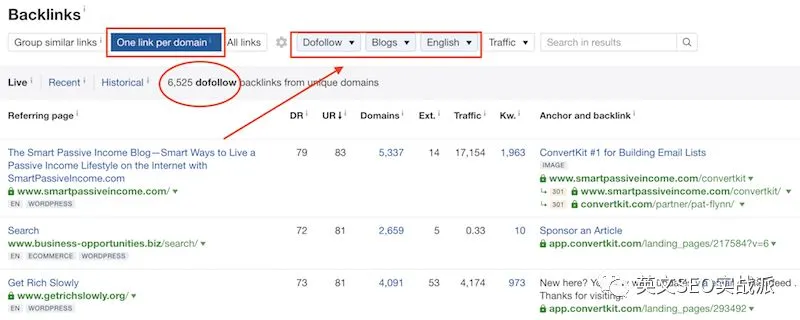 Backlinks
Group similar links i One link per domain i All links Dofollow ▼ Blogs ▼ English ▼ Traffic ▼ Search in results
Live i Recent i Historical i 6,525 dofollow backlinks from unique domains
Referring page i DR UR↓ Domains Ext. Traffic Kw. Anchor and backlink i
The Smart Passive Income Blog—Smart Ways to Live a 79 83 5,337 14 17,154 1,963 ConvertKit #1 for Building Email Lists
Passive Income Lifestyle on the Internet with IMAGE
SmartPassiveIncome.com www.smartpassiveincome.com/convertkit ▼
www.smartpassiveincome.com/ ▼ ↳ 301 www.smartpassiveincome.com/convertkit/ ▼
EN WORDPRESS ↳ 301 convertkit.com/partner/pat-flynn/ ▼
Search 72 81 2,659 5 0.33 10 Sponsor an Article
www.business-opportunities.biz/search/ ▼ app.convertkit.com/landing_pages/217584?v=6 ▼
EN ECOMMERCE WORDPRESS
Get Rich Slowly 73 81 4,091 53 4,174 973 New here? You
www.getrichslowly.org/ ▼ Thanks for visiting!
EN WORDPRESS app.convertkit.com/landing_pages/293492 ▼
英文SEO实战派